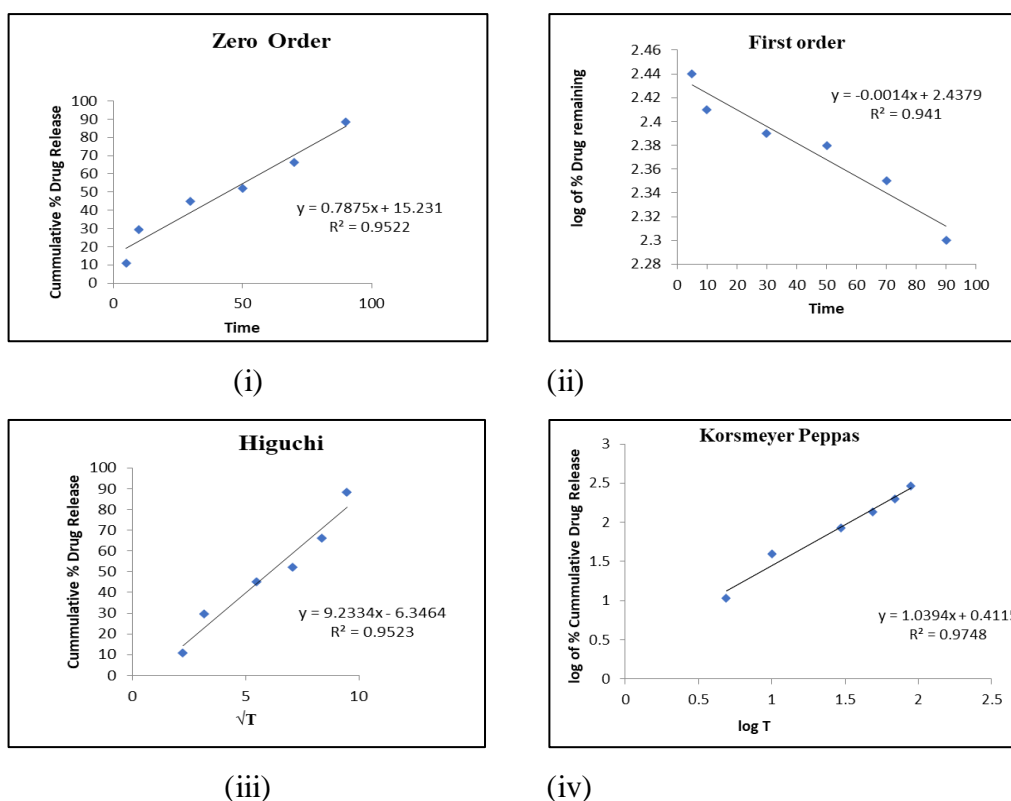 Zero Order
Cummulative % Drug Release
100
90
80
70
60
50
40
30
20
10
0
y = 0.7875x + 15.231
R² = 0.9522
0 50 100
Time
(i)
First order
log of % Drug remaining
2.46
2.44
2.42
2.4
2.38
2.36
2.34
2.32
2.3
2.28
y = -0.0014x + 2.4379
R² = 0.941
0 10 20 30 40 50 60 70 80 90 100
Time
(ii)
Higuchi
Cummulative % Drug Release
100
90
80
70
60
50
40
30
20
10
0
y = 9.2334x - 6.3464
R² = 0.9523
0 5 10
√T
(iii)
Korsmeyer Peppas
log of % Cummulative Drug Release
3
2.5
2
1.5
1
0.5
0
y = 1.0394x + 0.4115
R² = 0.9748
0 0.5 1 1.5 2 2.5
log T
(iv)